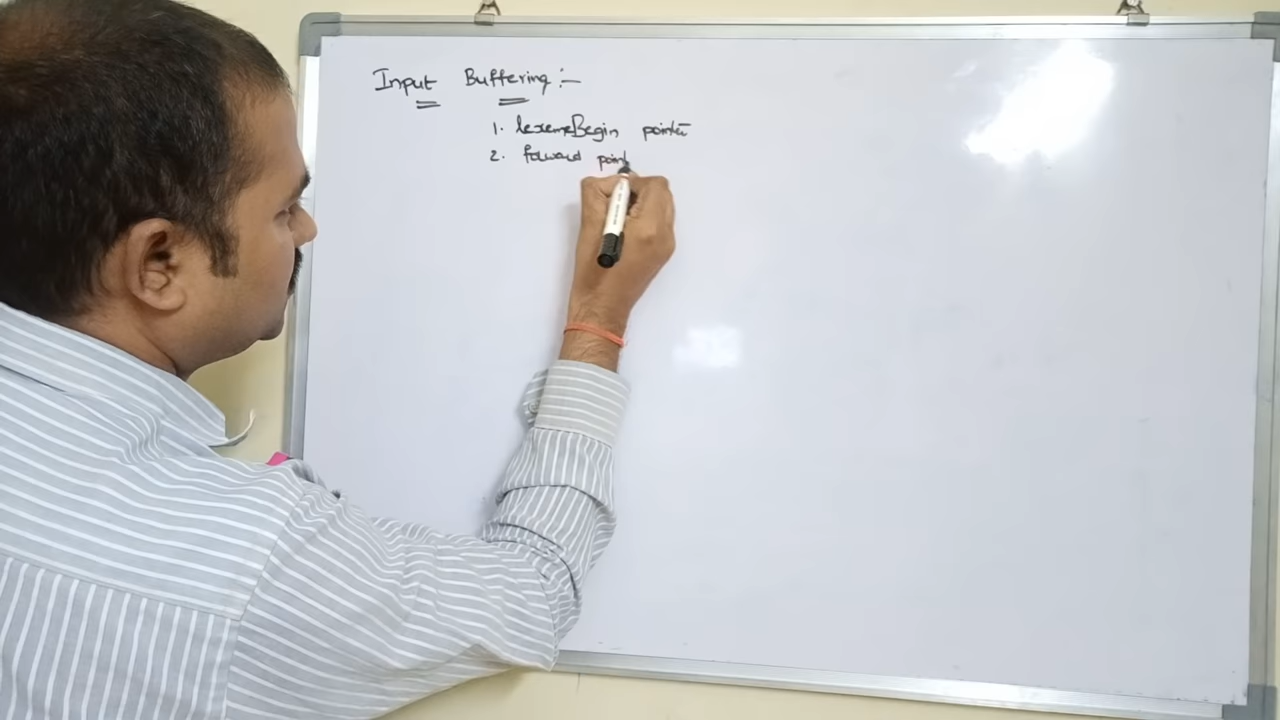 Input Buffering :-
1. lexemeBegin pointer
2. forward point